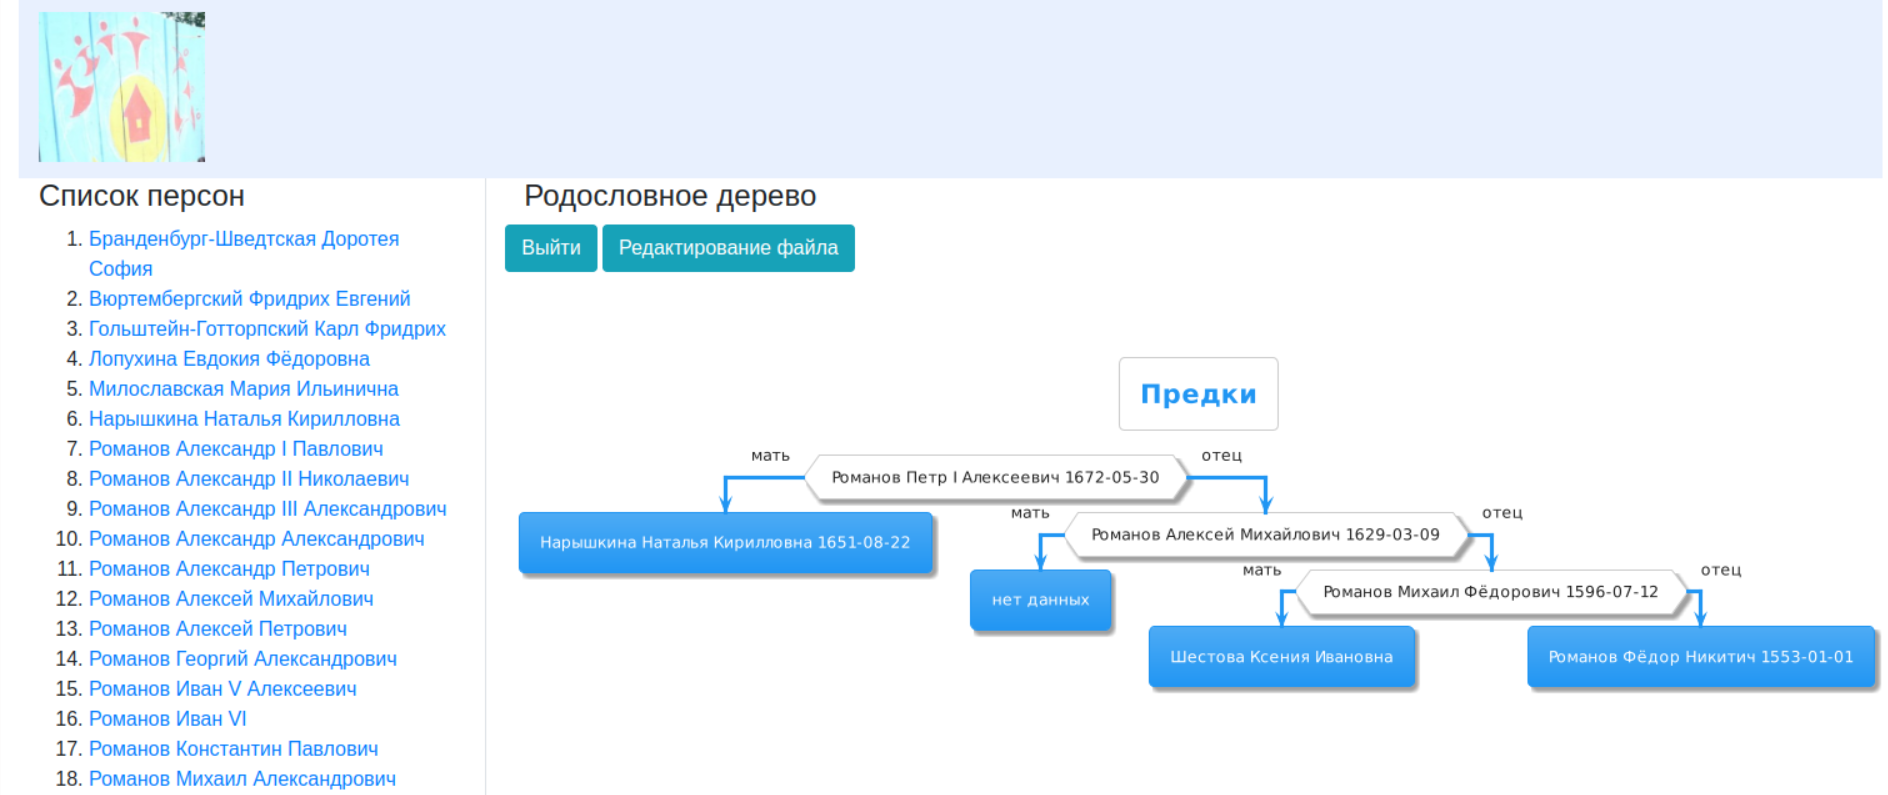 Список персон
1. Бранденбург-Шведтская Доротея
София
2. Вюртембергский Фридрих Евгений
3. Гольштейн-Готторпский Карл Фридрих
4. Лопухина Евдокия Фёдоровна
5. Милославская Мария Ильинична
6. Нарышкина Наталья Кирилловна
7. Романов Александр I Павлович
8. Романов Александр II Николаевич
9. Романов Александр III Александрович
10. Романов Александр Александрович
11. Романов Александр Петрович
12. Романов Алексей Михайлович
13. Романов Алексей Петрович
14. Романов Георгий Александрович
15. Романов Иван V Алексеевич
16. Романов Иван VI
17. Романов Константин Павлович
18. Романов Михаил Александрович
Родословное дерево
Выйти Редактирование файла
Предки
мать отец
Романов Петр I Алексеевич 1672-05-30
Нарышкина Наталья Кирилловна 1651-08-22
мать отец
Романов Алексей Михайлович 1629-03-09
нет данных
мать отец
Романов Михаил Фёдорович 1596-07-12
Шестова Ксения Ивановна
Романов Фёдор Никитич 1553-01-01